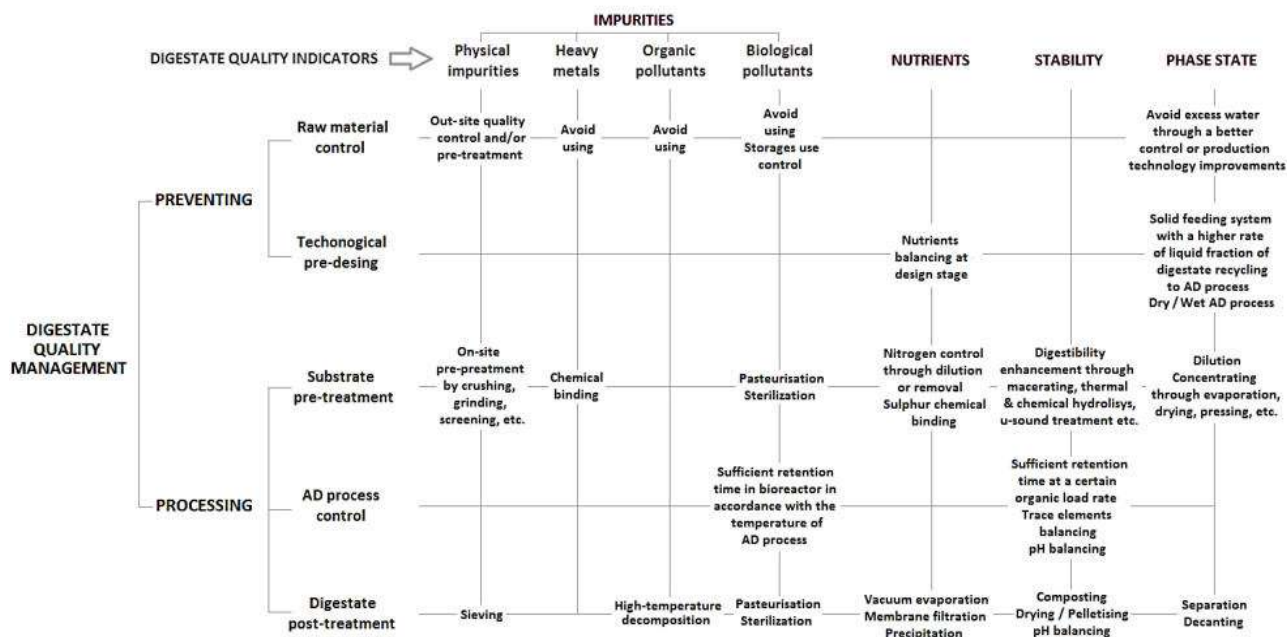 IMPURITIES
DIGESTATE QUALITY INDICATORS
Physical
impurities
Heavy
metals
Organic
pollutants
Biological
pollutants
NUTRIENTS
STABILITY
PHASE STATE
DIGESTATE
QUALITY
MANAGEMENT
PREVENTING
Raw material
control
Out-site quality
control and/or
pre-treatment
Avoid
using
Avoid
using
Avoid
using
Storages use
control
Avoid excess water
through a better
control or production
technology improvements
Techonogical
pre-desing
Nutrients
balancing at
design stage
Solid feeding system
with a higher rate
of liquid fraction of
digestate recycling
to AD process
Dry / Wet AD process
PROCESSING
Substrate
pre-treatment
On-site
pre-preatment
by crushing,
grinding,
screening, etc.
Chemical
binding
Pasteurisation
Sterilization
Nitrogen control
through dilution
or removal
Sulphur chemical
binding
Digestibility
enhancement through
macerating, thermal
& chemical hydrolisys,
u-sound treatment etc.
Dilution
Concentrating
through evaporation,
drying, pressing, etc.
AD process
control
Sufficient retention
time in bioreactor in
accordance with the
temperature of
AD process
Sufficient retention
time at a certain
organic load rate
Trace elements
balancing
pH balancing
Digestate
post-treatment
Sieving
High-temperature
decomposition
Pasteurisation
Sterilization
Vacuum evaporation
Membrane filtration
Precipitation
Composting
Drying / Pelletising
pH balancing
Separation
Decanting